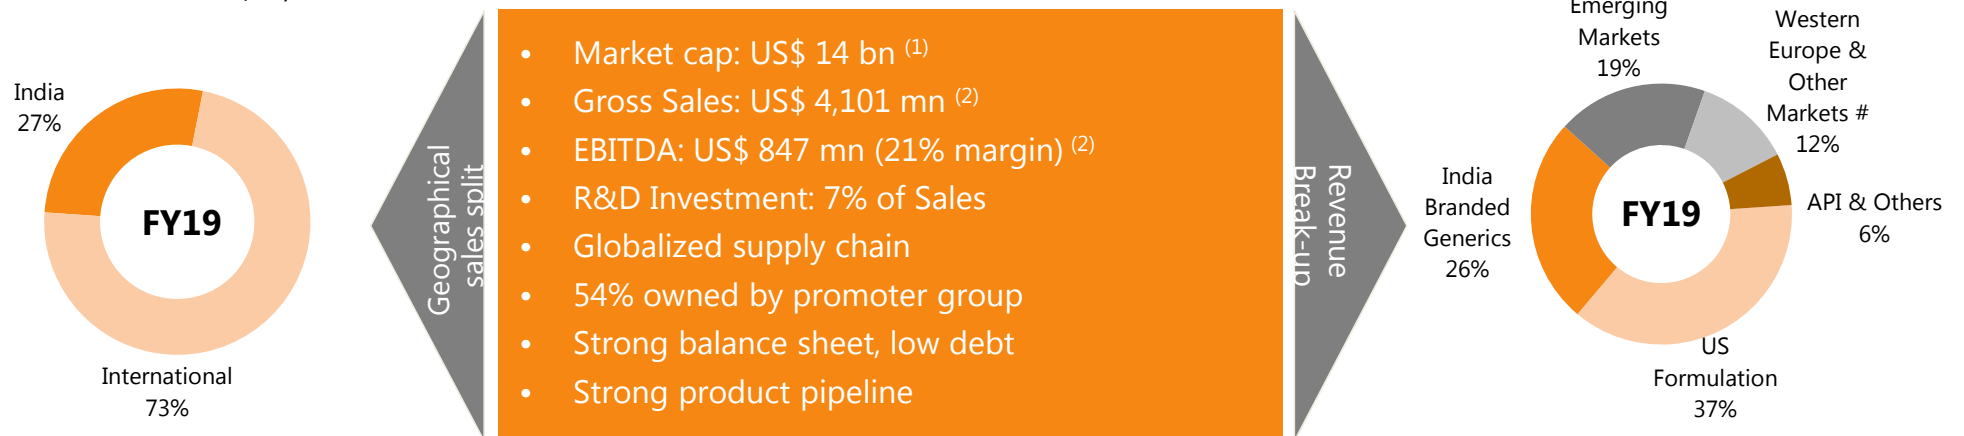 India
27%
FY19
International
73%
Geographical
sales split
• Market cap: US$ 14 bn (1)
• Gross Sales: US$ 4,101 mn (2)
• EBITDA: US$ 847 mn (21% margin) (2)
• R&D Investment: 7% of Sales
• Globalized supply chain
• 54% owned by promoter group
• Strong balance sheet, low debt
• Strong product pipeline
Revenue
Break-up
Emerging
Markets
19%
Western
Europe &
Other
Markets #
12%
India
Branded
Generics
26%
FY19
API & Others
6%
US
Formulation
37%